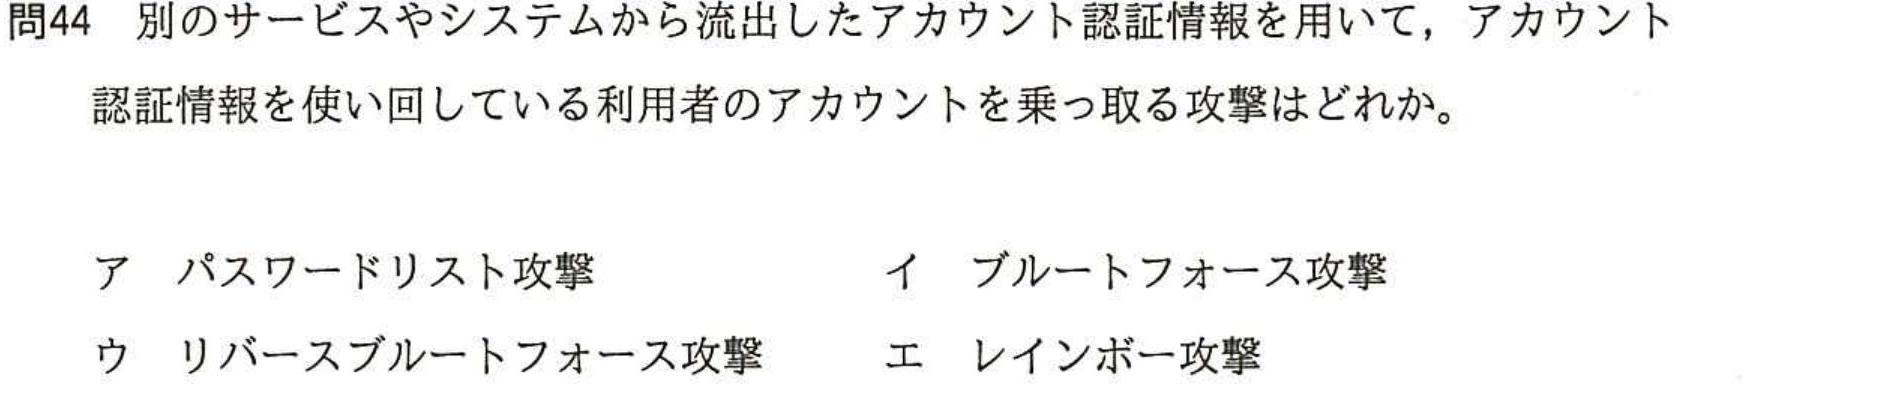 問44　別のサービスやシステムから流出したアカウント認証情報を用いて，アカウント
認証情報を使い回している利用者のアカウントを乗っ取る攻撃はどれか。
ア　パスワードリスト攻撃　イ　ブルートフォース攻撃
ウ　リバースブルートフォース攻撃　エ　レインボー攻撃